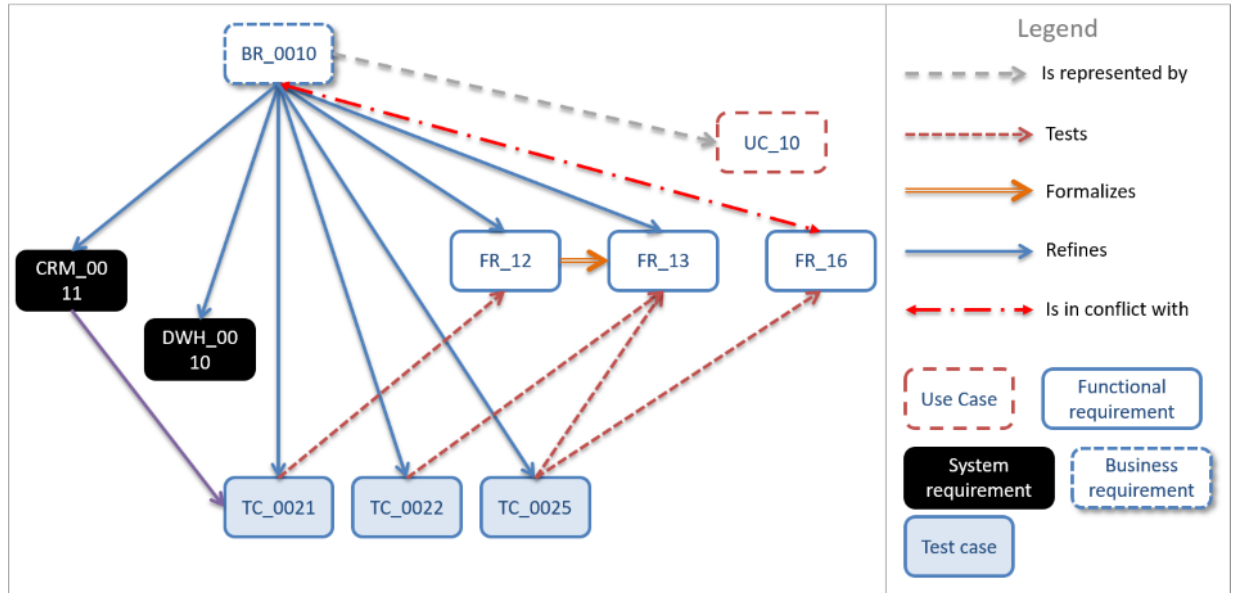 BR_0010
UC_10
CRM_00
11
FR_12
FR_13
FR_16
DWH_00
10
TC_0021
TC_0022
TC_0025
Legend
Is represented by
Tests
Formalizes
Refines
Is in conflict with
Use Case
Functional
requirement
System
requirement
Business
requirement
Test case